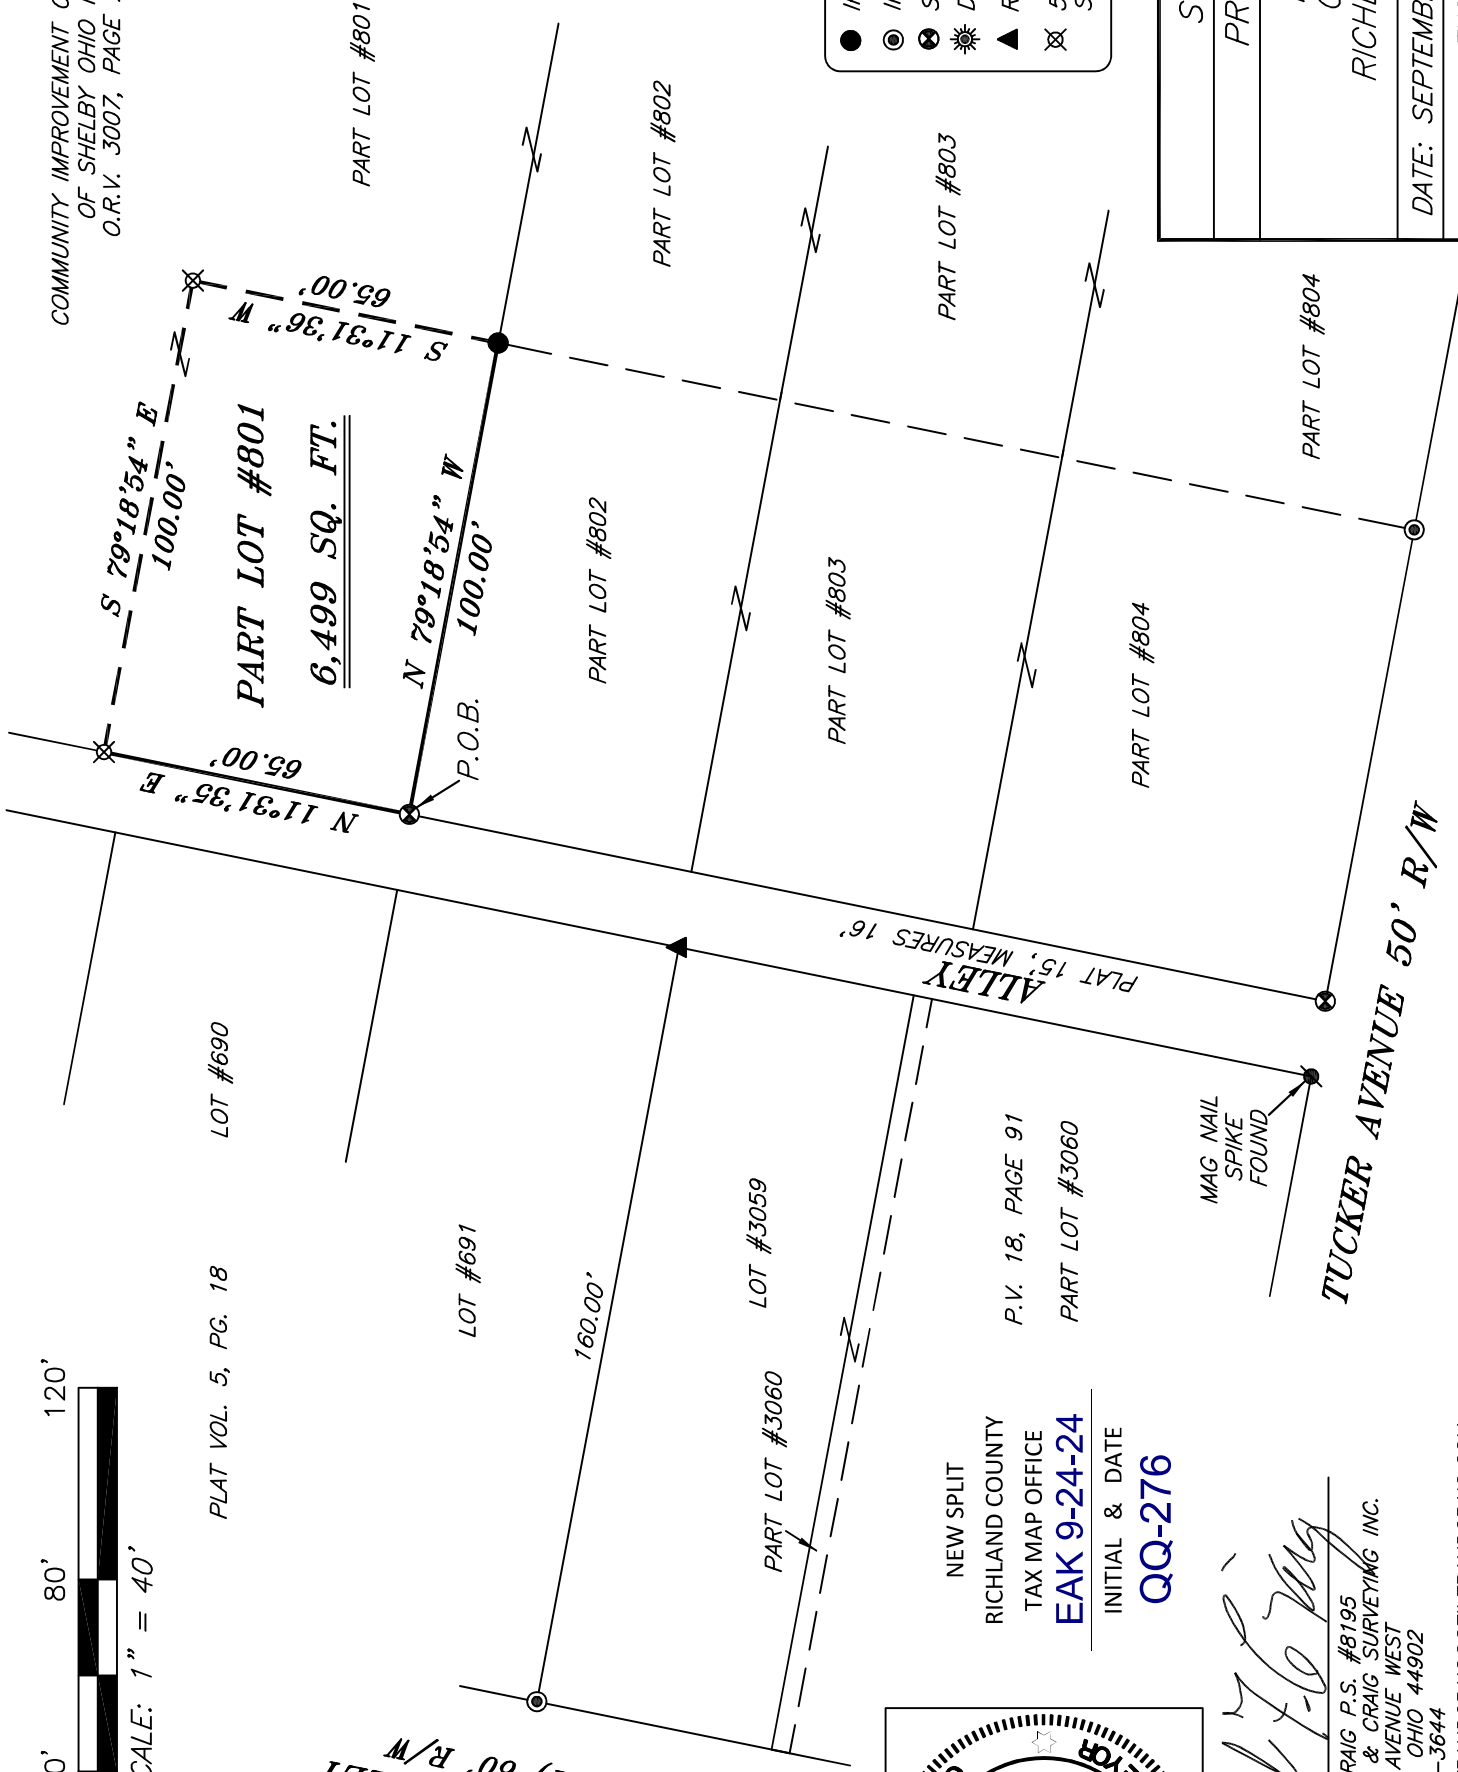 COMMUNITY IMPROVEMENT
OF SHELBY OHIO
O.R.V. 3007, PAGE
PART LOT #801
PART LOT #802
PART LOT #803
PART LOT #804
S 79°18'54" E
100.00'
S 11°31'36" W
65.00'
PART LOT #801
6,499 SQ. FT.
N 79°18'54" W
100.00'
N 11°31'35" E
65.00'
P.O.B.
PART LOT #802
PART LOT #803
PART LOT #804
ALLEY
PLAT 15', MEASURES 16'
TUCKER AVENUE 50' R/W
MAG NAIL
SPIKE
FOUND
LOT #690
PLAT VOL. 5, PG. 18
LOT #691
160.00'
LOT #3059
PART LOT #3060
P.V. 18, PAGE 91
PART LOT #3060
60' R/W
80'
120'
SCALE: 1" = 40'
NEW SPLIT
RICHLAND COUNTY
TAX MAP OFFICE
EAK 9-24-24
INITIAL & DATE
QQ-276
CRAIG P.S. #8195
& CRAIG SURVEYING INC.
AVENUE WEST
OHIO 44902
-3644
DATE: SEPTEMB